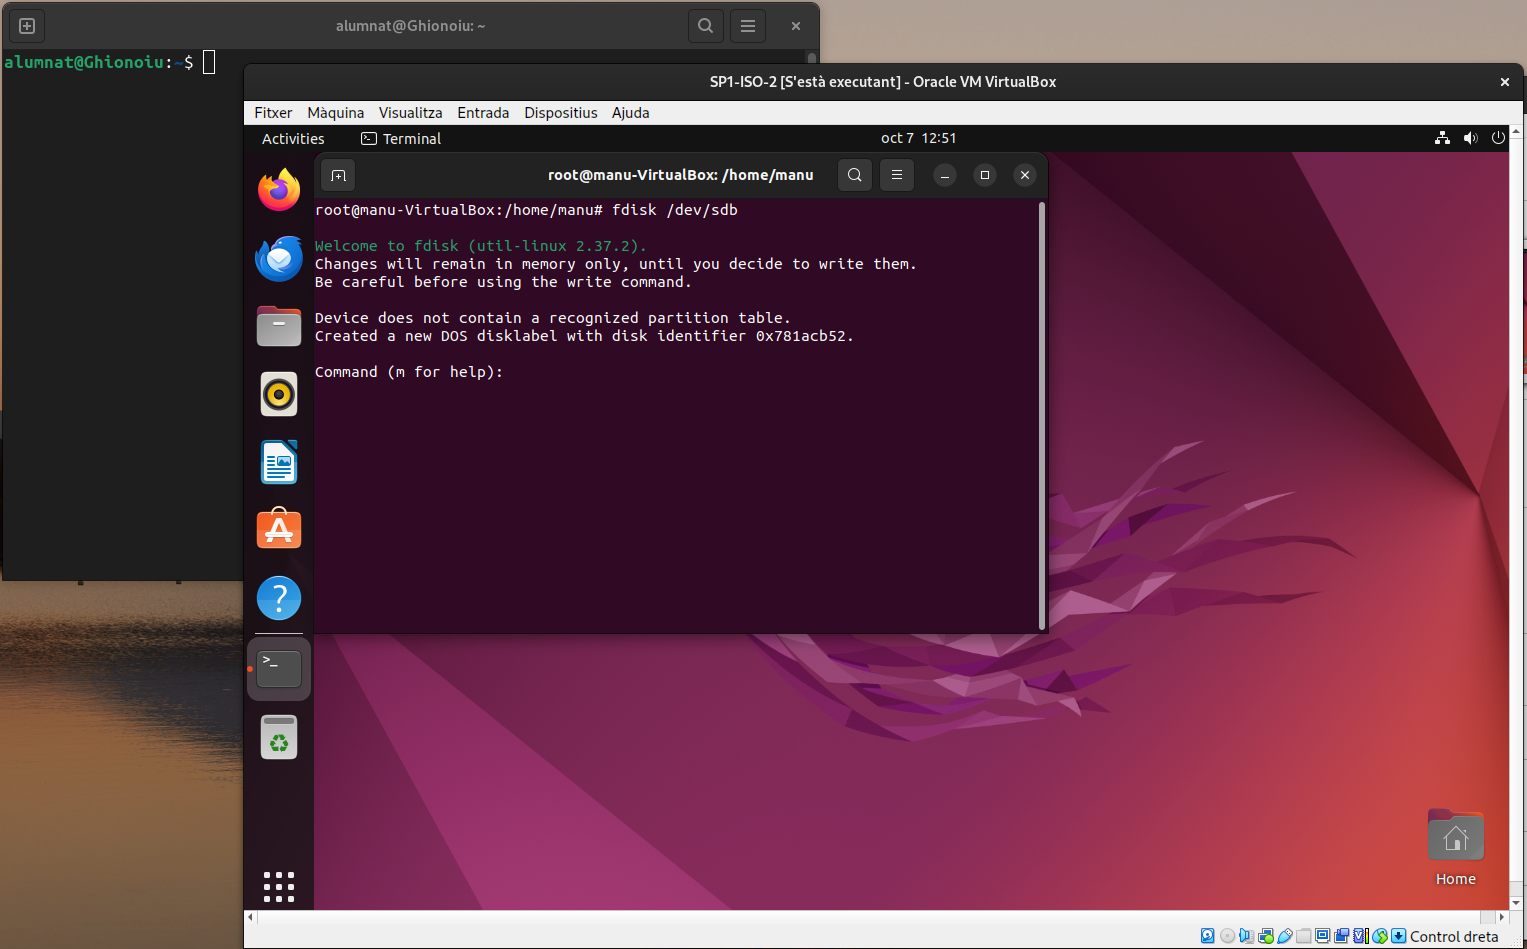 alumnat@Ghionoiu: ~
alumnat@Ghionoiu:~$
SP1-ISO-2 [S'està executant] - Oracle VM VirtualBox
Fitxer Màquina Visualitza Entrada Dispositius Ajuda
Activities Terminal oct 7 12:51
root@manu-VirtualBox: /home/manu
root@manu-VirtualBox:/home/manu# fdisk /dev/sdb
Welcome to fdisk (util-linux 2.37.2).
Changes will remain in memory only, until you decide to write them.
Be careful before using the write command.
Device does not contain a recognized partition table.
Created a new DOS disklabel with disk identifier 0x781acb52.
Command (m for help):
Home
Control dreta